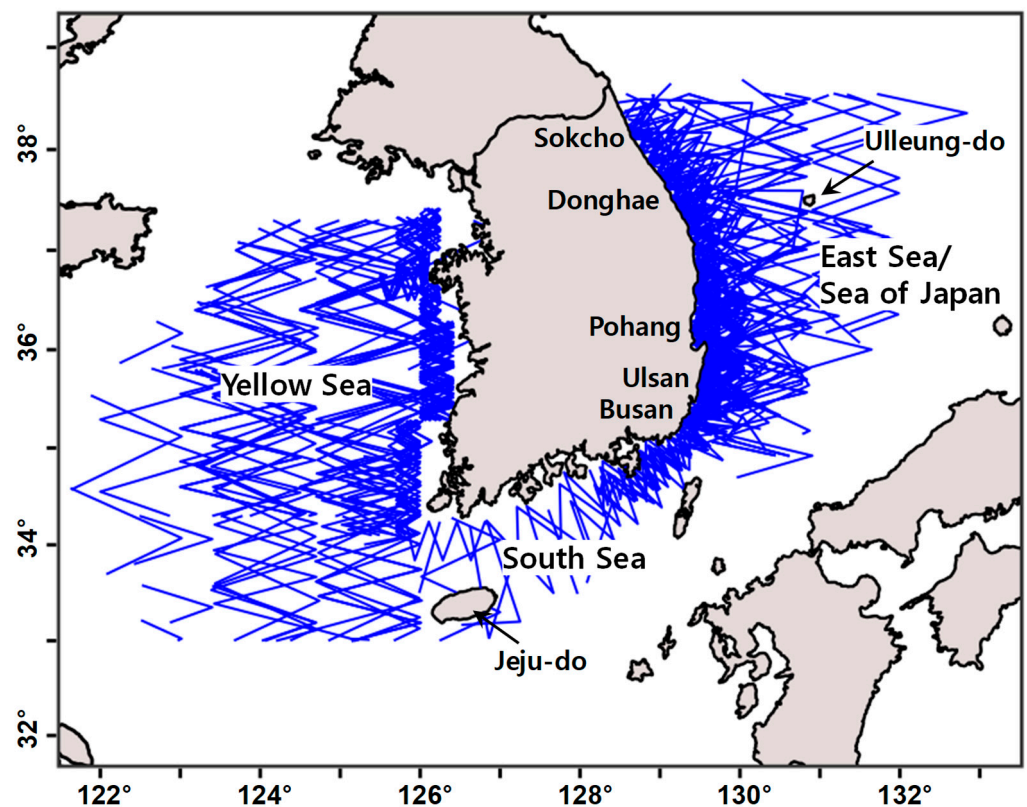 Sokcho
Ulleung-do
Donghae
East Sea/
Sea of Japan
Pohang
Ulsan
Yellow Sea
Busan
South Sea
Jeju-do
38°
36°
34°
32°
122°
124°
126°
128°
130°
132°